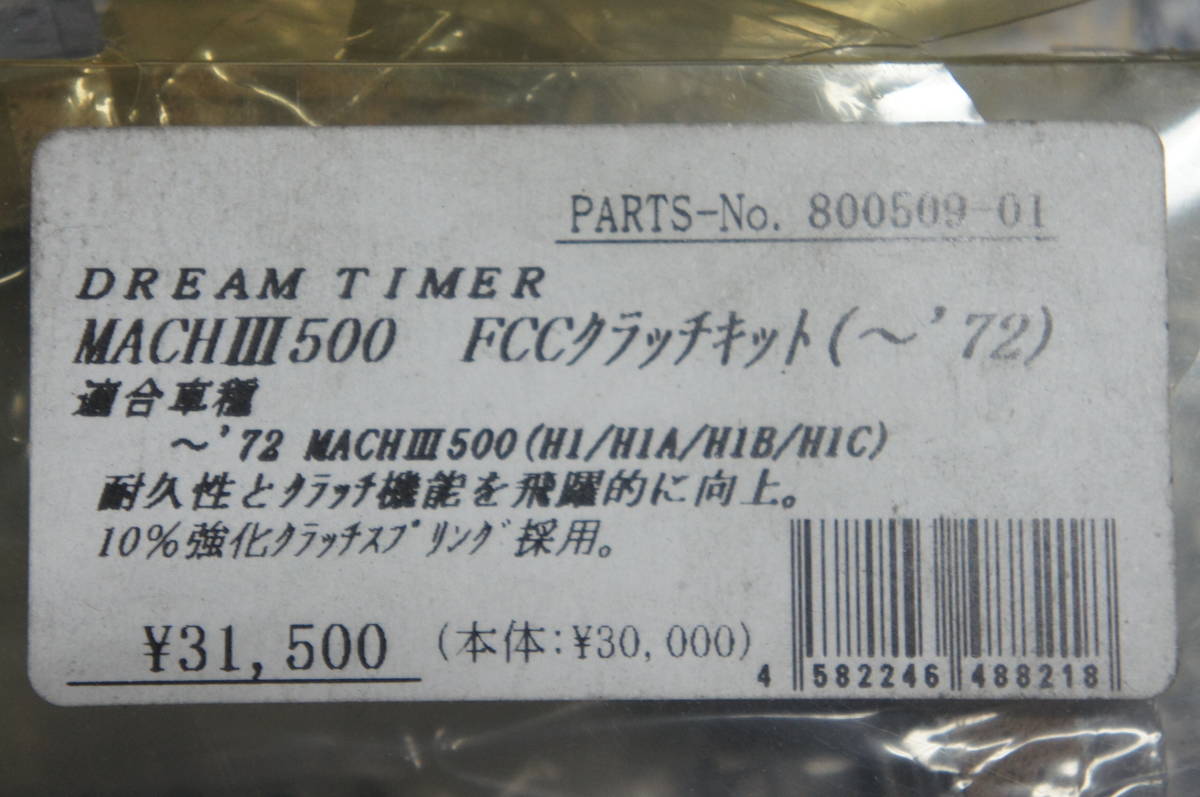 PARTS-No. 800509-01
DREAM TIMER
MACHⅢ500 FCCクラッチキット(～'72)
適合車種
～'72 MACHⅢ500(H1/H1A/H1B/H1C)
耐久性とｸﾗｯﾁ機能を飛躍的に向上。
10%強化ｸﾗｯﾁｽﾌﾟﾘﾝｸﾞ採用。
¥31,500 (本体:¥30,000)
4 582246 488218